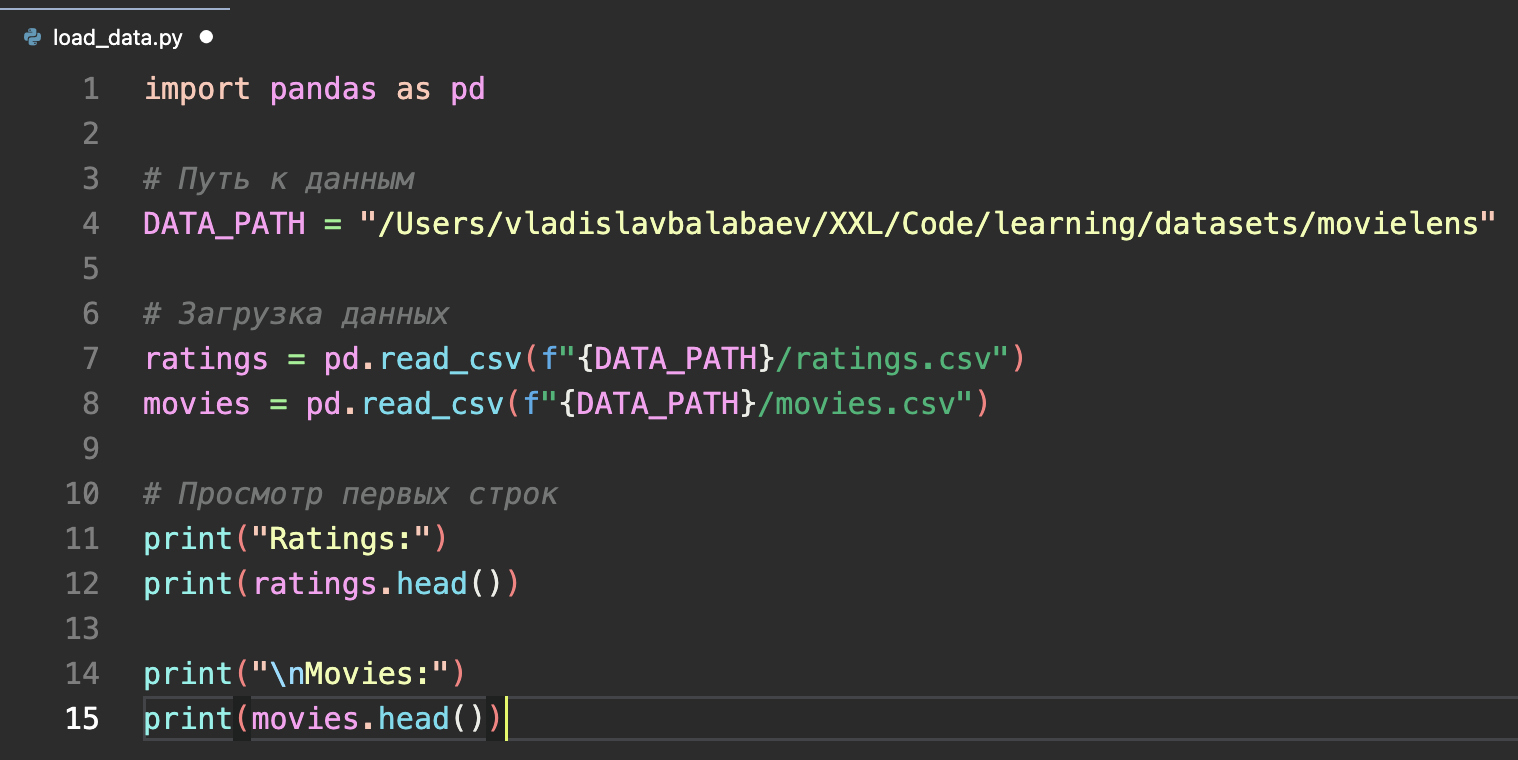 load_data.py
1 import pandas as pd
2
3 # Путь к данным
4 DATA_PATH = "/Users/vladislavbalabaev/XXL/Code/learning/datasets/movielens"
5
6 # Загрузка данных
7 ratings = pd.read_csv(f"{DATA_PATH}/ratings.csv")
8 movies = pd.read_csv(f"{DATA_PATH}/movies.csv")
9
10 # Просмотр первых строк
11 print("Ratings:")
12 print(ratings.head())
13
14 print("\nMovies:")
15 print(movies.head())